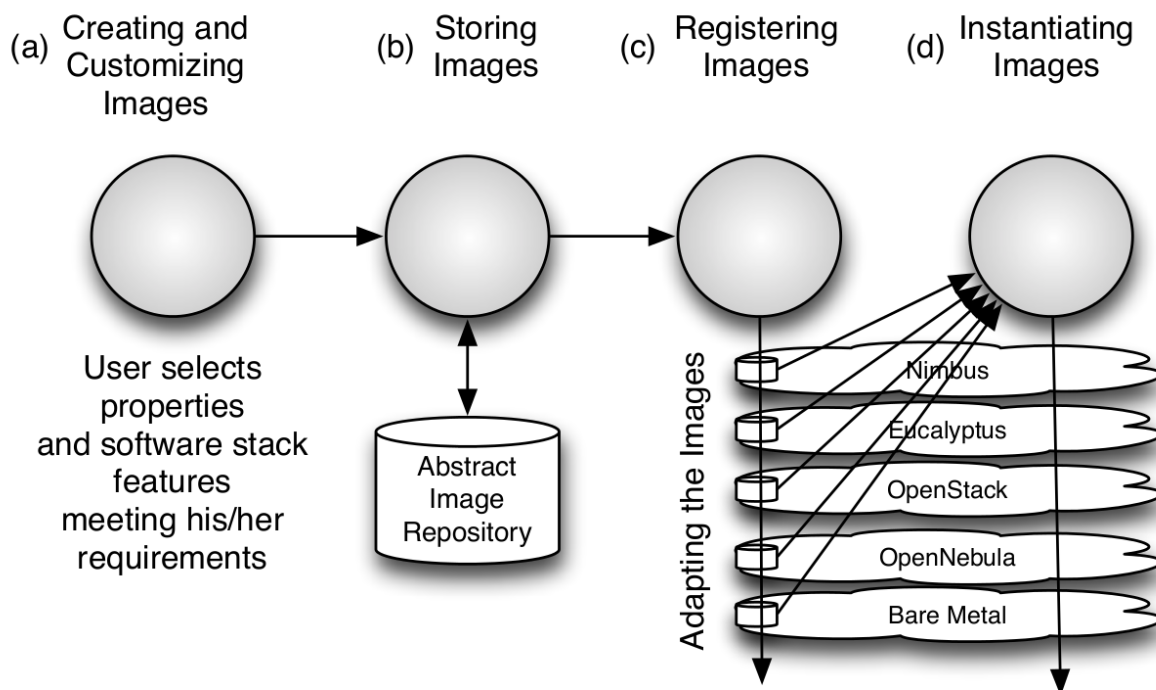 (a) Creating and
Customizing
Images
(b) Storing
Images
(c) Registering
Images
(d) Instantiating
Images
User selects
properties
and software stack
features
meeting his/her
requirements
Abstract
Image
Repository
Adapting the Images
Nimbus
Eucalyptus
OpenStack
OpenNebula
Bare Metal